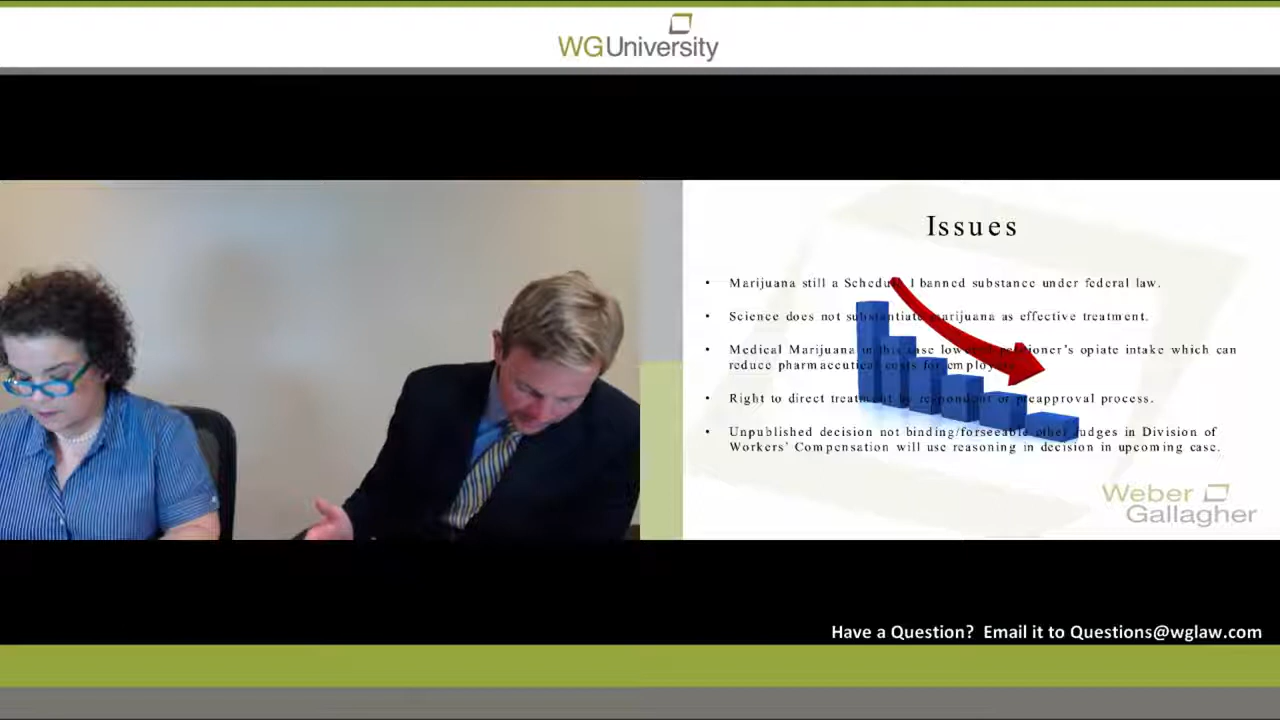 WGUniversity
Issues
• Marijuana still a Schedule I banned substance under federal law.
• Science does not substantiate marijuana as effective treatment.
• Medical Marijuana in this case lowered petitioner's opiate intake which can
reduce pharmaceutical costs for employers.
• Right to direct treatment by respondent or preapproval process.
• Unpublished decision not binding/forseeable other judges in Division of
Workers' Compensation will use reasoning in decision in upcoming case.
Weber
Gallagher
Have a Question? Email it to Questions@wglaw.com